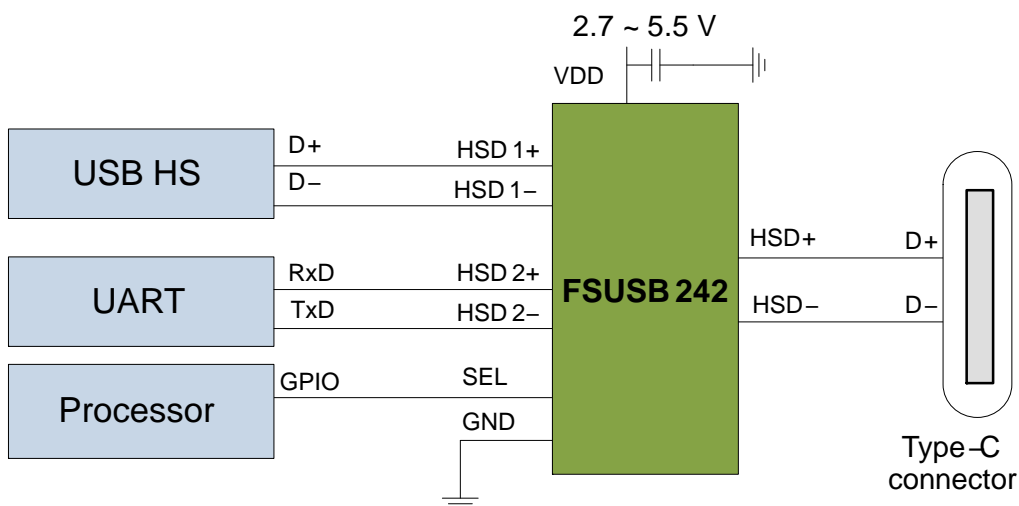 2.7 ~ 5.5 V
VDD
USB HS
D+
HSD 1+
D−
HSD 1−
HSD+
D+
UART
RxD
HSD 2+
TxD
HSD 2−
FSUSB 242
HSD−
D−
Processor
GPIO
SEL
GND
Type−C
connector